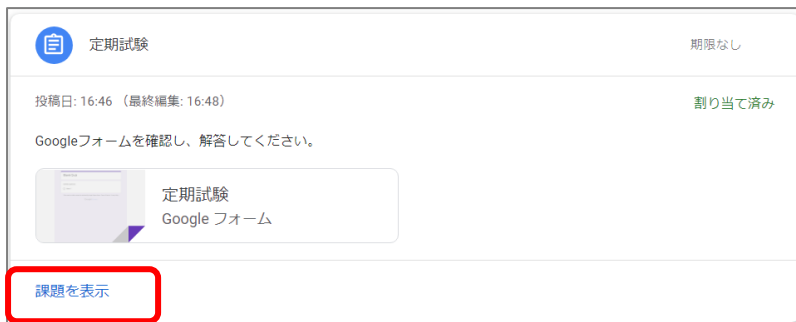 定期試験
期限なし
投稿日: 16:46 （最終編集: 16:48）
割り当て済み
Googleフォームを確認し、解答してください。
定期試験
Google フォーム
課題を表示